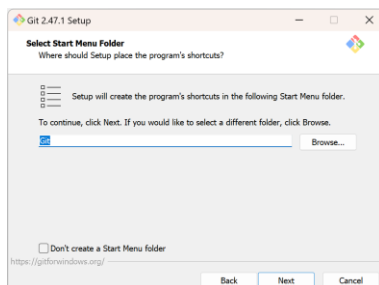 Git 2.47.1 Setup
Select Start Menu Folder
Where should Setup place the program's shortcuts?
Setup will create the program's shortcuts in the following Start Menu folder.
To continue, click Next. If you would like to select a different folder, click Browse.
Git
Browse...
Don't create a Start Menu folder
https://gitforwindows.org/
Back
Next
Cancel